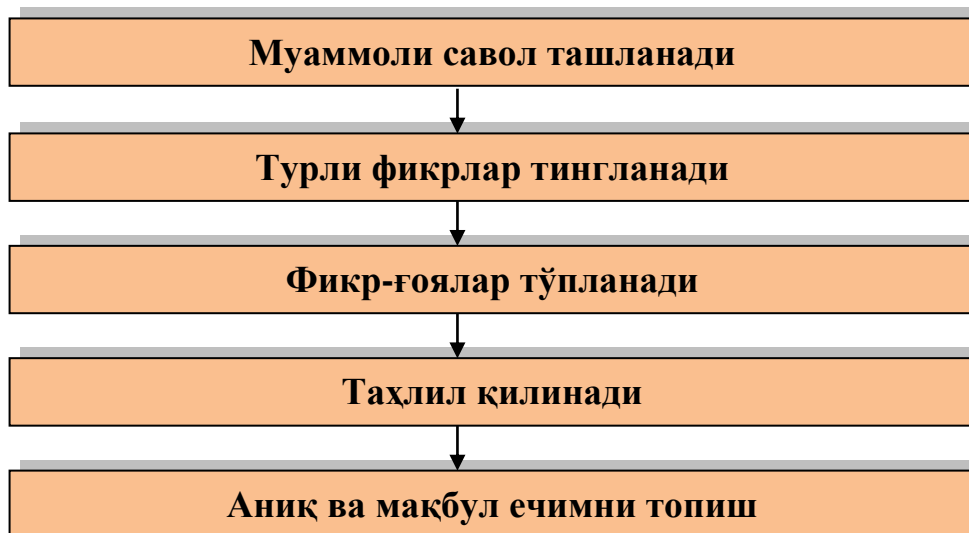 Муаммоли савол ташланади
Турли фикрлар тингланади
Фикр-ғоялар тўпланади
Таҳлил қилинади
Аниқ ва мақбул ечимни топиш